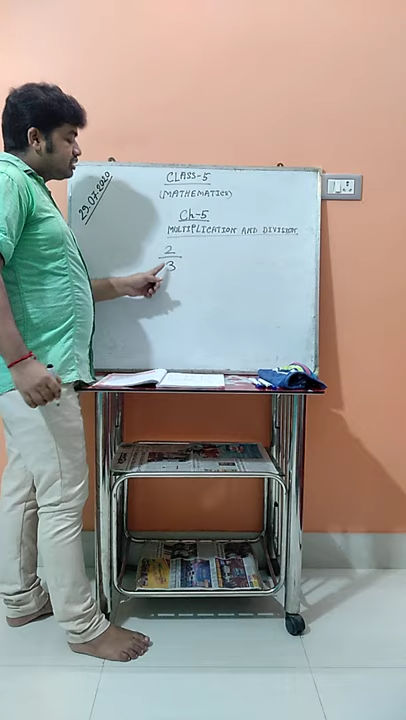 29.07.2020
CLASS-5
(MATHEMATICS)
Ch-5
MULTIPLICATION AND DIVISION
2
3